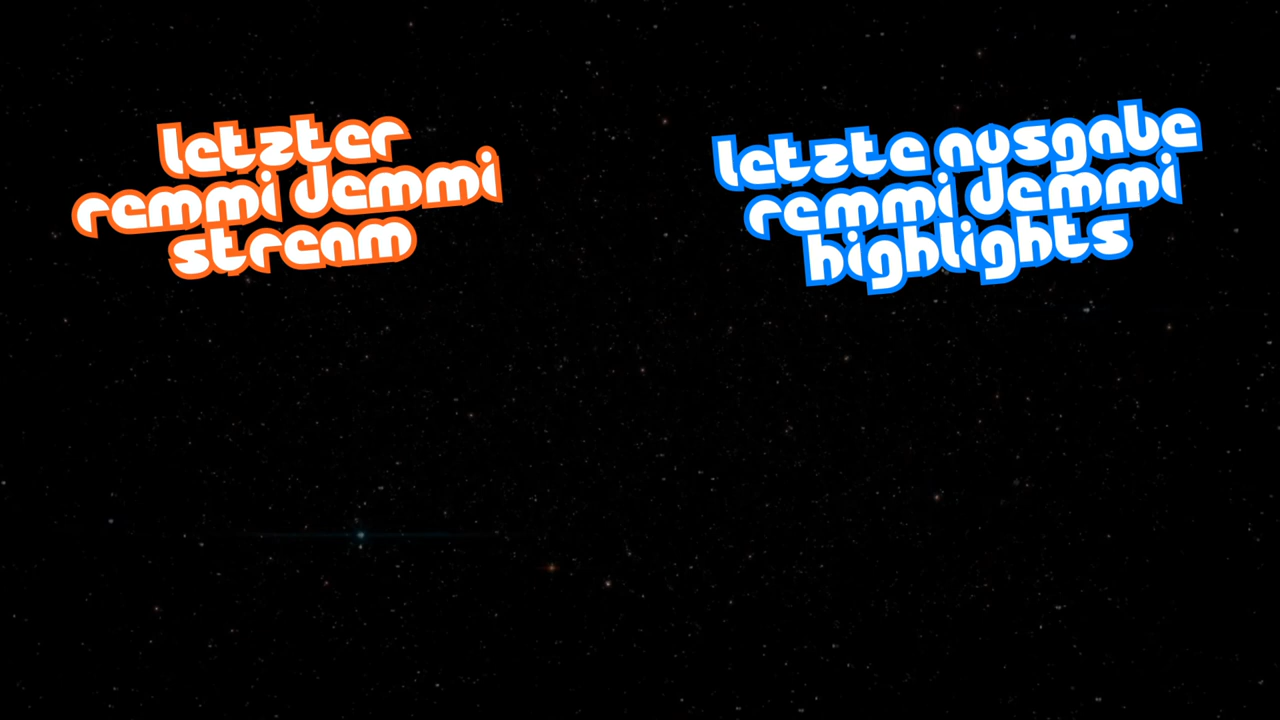 letzter
remmi demmi
stream
letzte ausgabe
remmi demmi
highlights